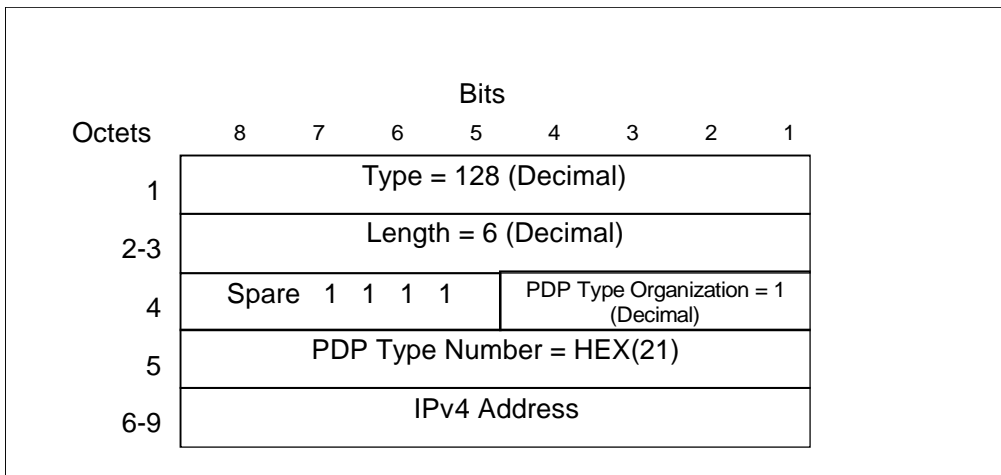 Bits
Octets 8 7 6 5 4 3 2 1
1 Type = 128 (Decimal)
2-3 Length = 6 (Decimal)
4 Spare 1 1 1 1 PDP Type Organization = 1
(Decimal)
5 PDP Type Number = HEX(21)
6-9 IPv4 Address